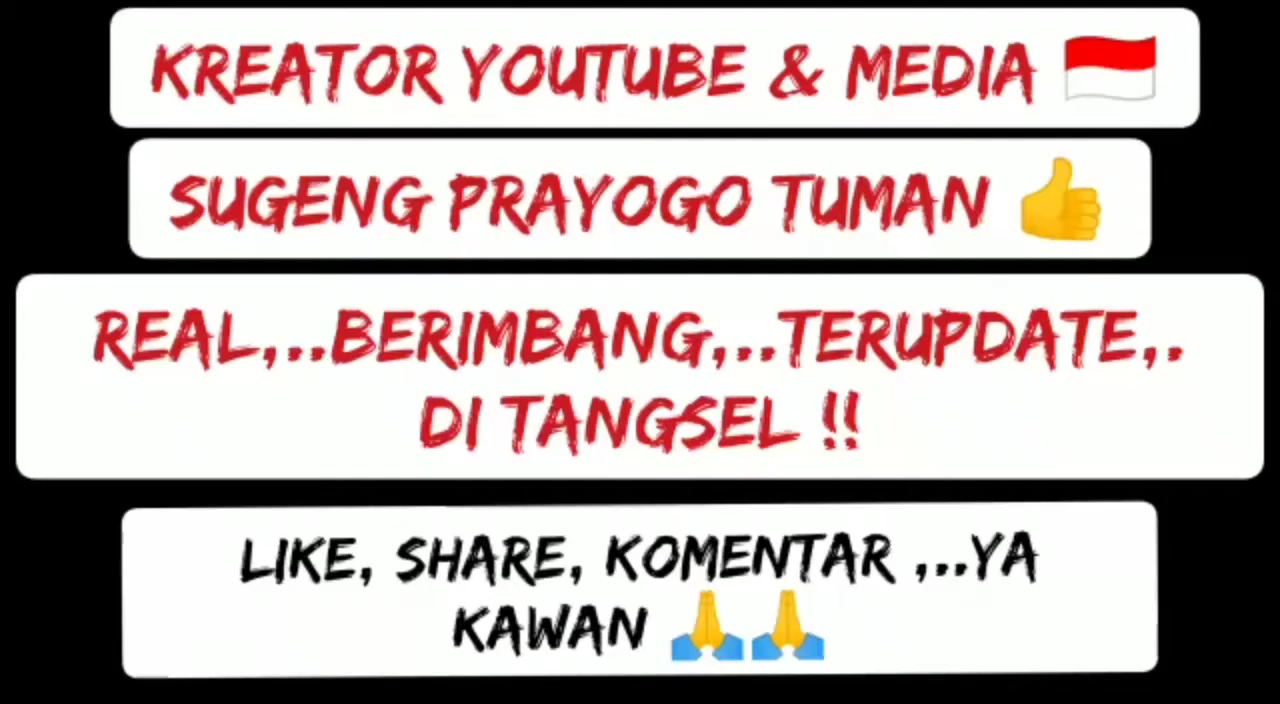 KREATOR YOUTUBE & MEDIA 🇮🇩
SUGENG PRAYOGO TUMAN 👍
REAL,..BERIMBANG,..TERUPDATE,.
DI TANGSEL !!
LIKE, SHARE, KOMENTAR ,..YA
KAWAN 🙏🙏